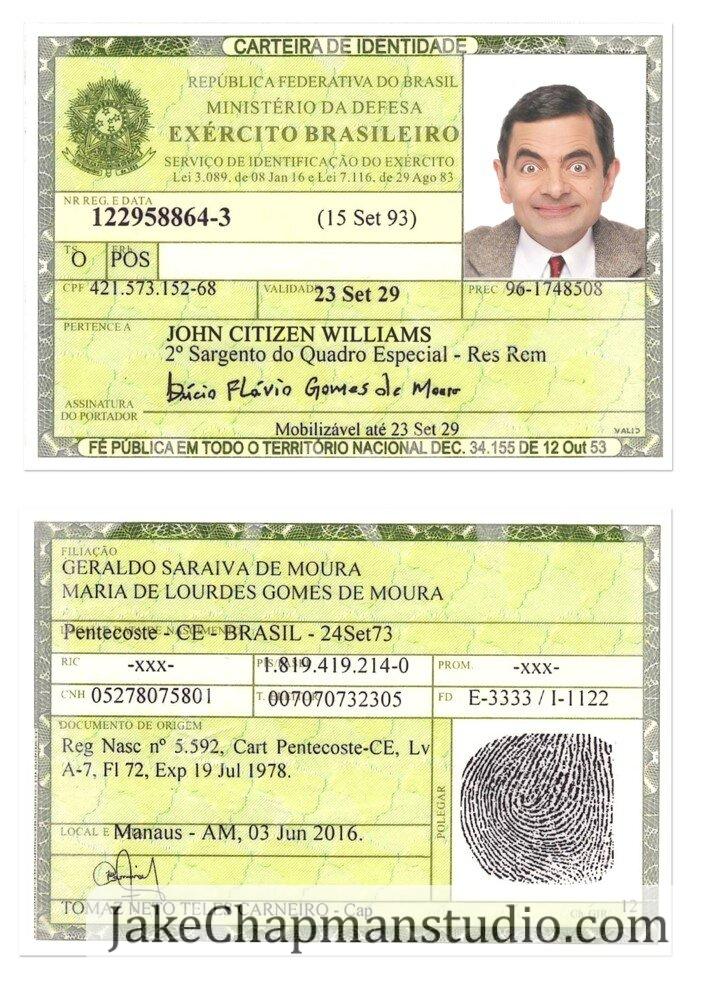 CARTEIRA DE IDENTIDADE
REPÚBLICA FEDERATIVA DO BRASIL
MINISTÉRIO DA DEFESA
EXÉRCITO BRASILEIRO
SERVIÇO DE IDENTIFICAÇÃO DO EXÉRCITO
Lei 3.089, de 08 Jan 16 e Lei 7.116, de 29 Ago 83
NR REG. E DATA
122958864-3 (15 Set 93)
TS
O POS
CPF 421.573.152-68 VALIDADE 23 Set 29 PREC 96-1748508
PERTENCE A
JOHN CITIZEN WILLIAMS
2º Sargento do Quadro Especial - Res Rem
Flávio Gomes de Moura
ASSINATURA
DO PORTADOR
Mobilizável até 23 Set 29
VALID
FÉ PÚBLICA EM TODO O TERRITÓRIO NACIONAL DEC. 34.155 DE 12 Out 53
FILIAÇÃO
GERALDO SARAIVA DE MOURA
MARIA DE LOURDES GOMES DE MOURA
Pentecoste - CE - BRASIL - 24Set73
RIC -xxx- 1.819.419.214-0 PROM. -xxx-
CNH 05278075801 007070732305 FD E-3333 / I-1122
DOCUMENTO DE ORIGEM
Reg Nasc nº 5.592, Cart Pentecoste-CE, Lv
A-7, Fl 72, Exp 19 Jul 1978.
POLEGAR
LOCAL E Manaus - AM, 03 Jun 2016.
TOMAZ NETO TELES CARNEIRO - Cap
12
JakeChapmanstudio.com